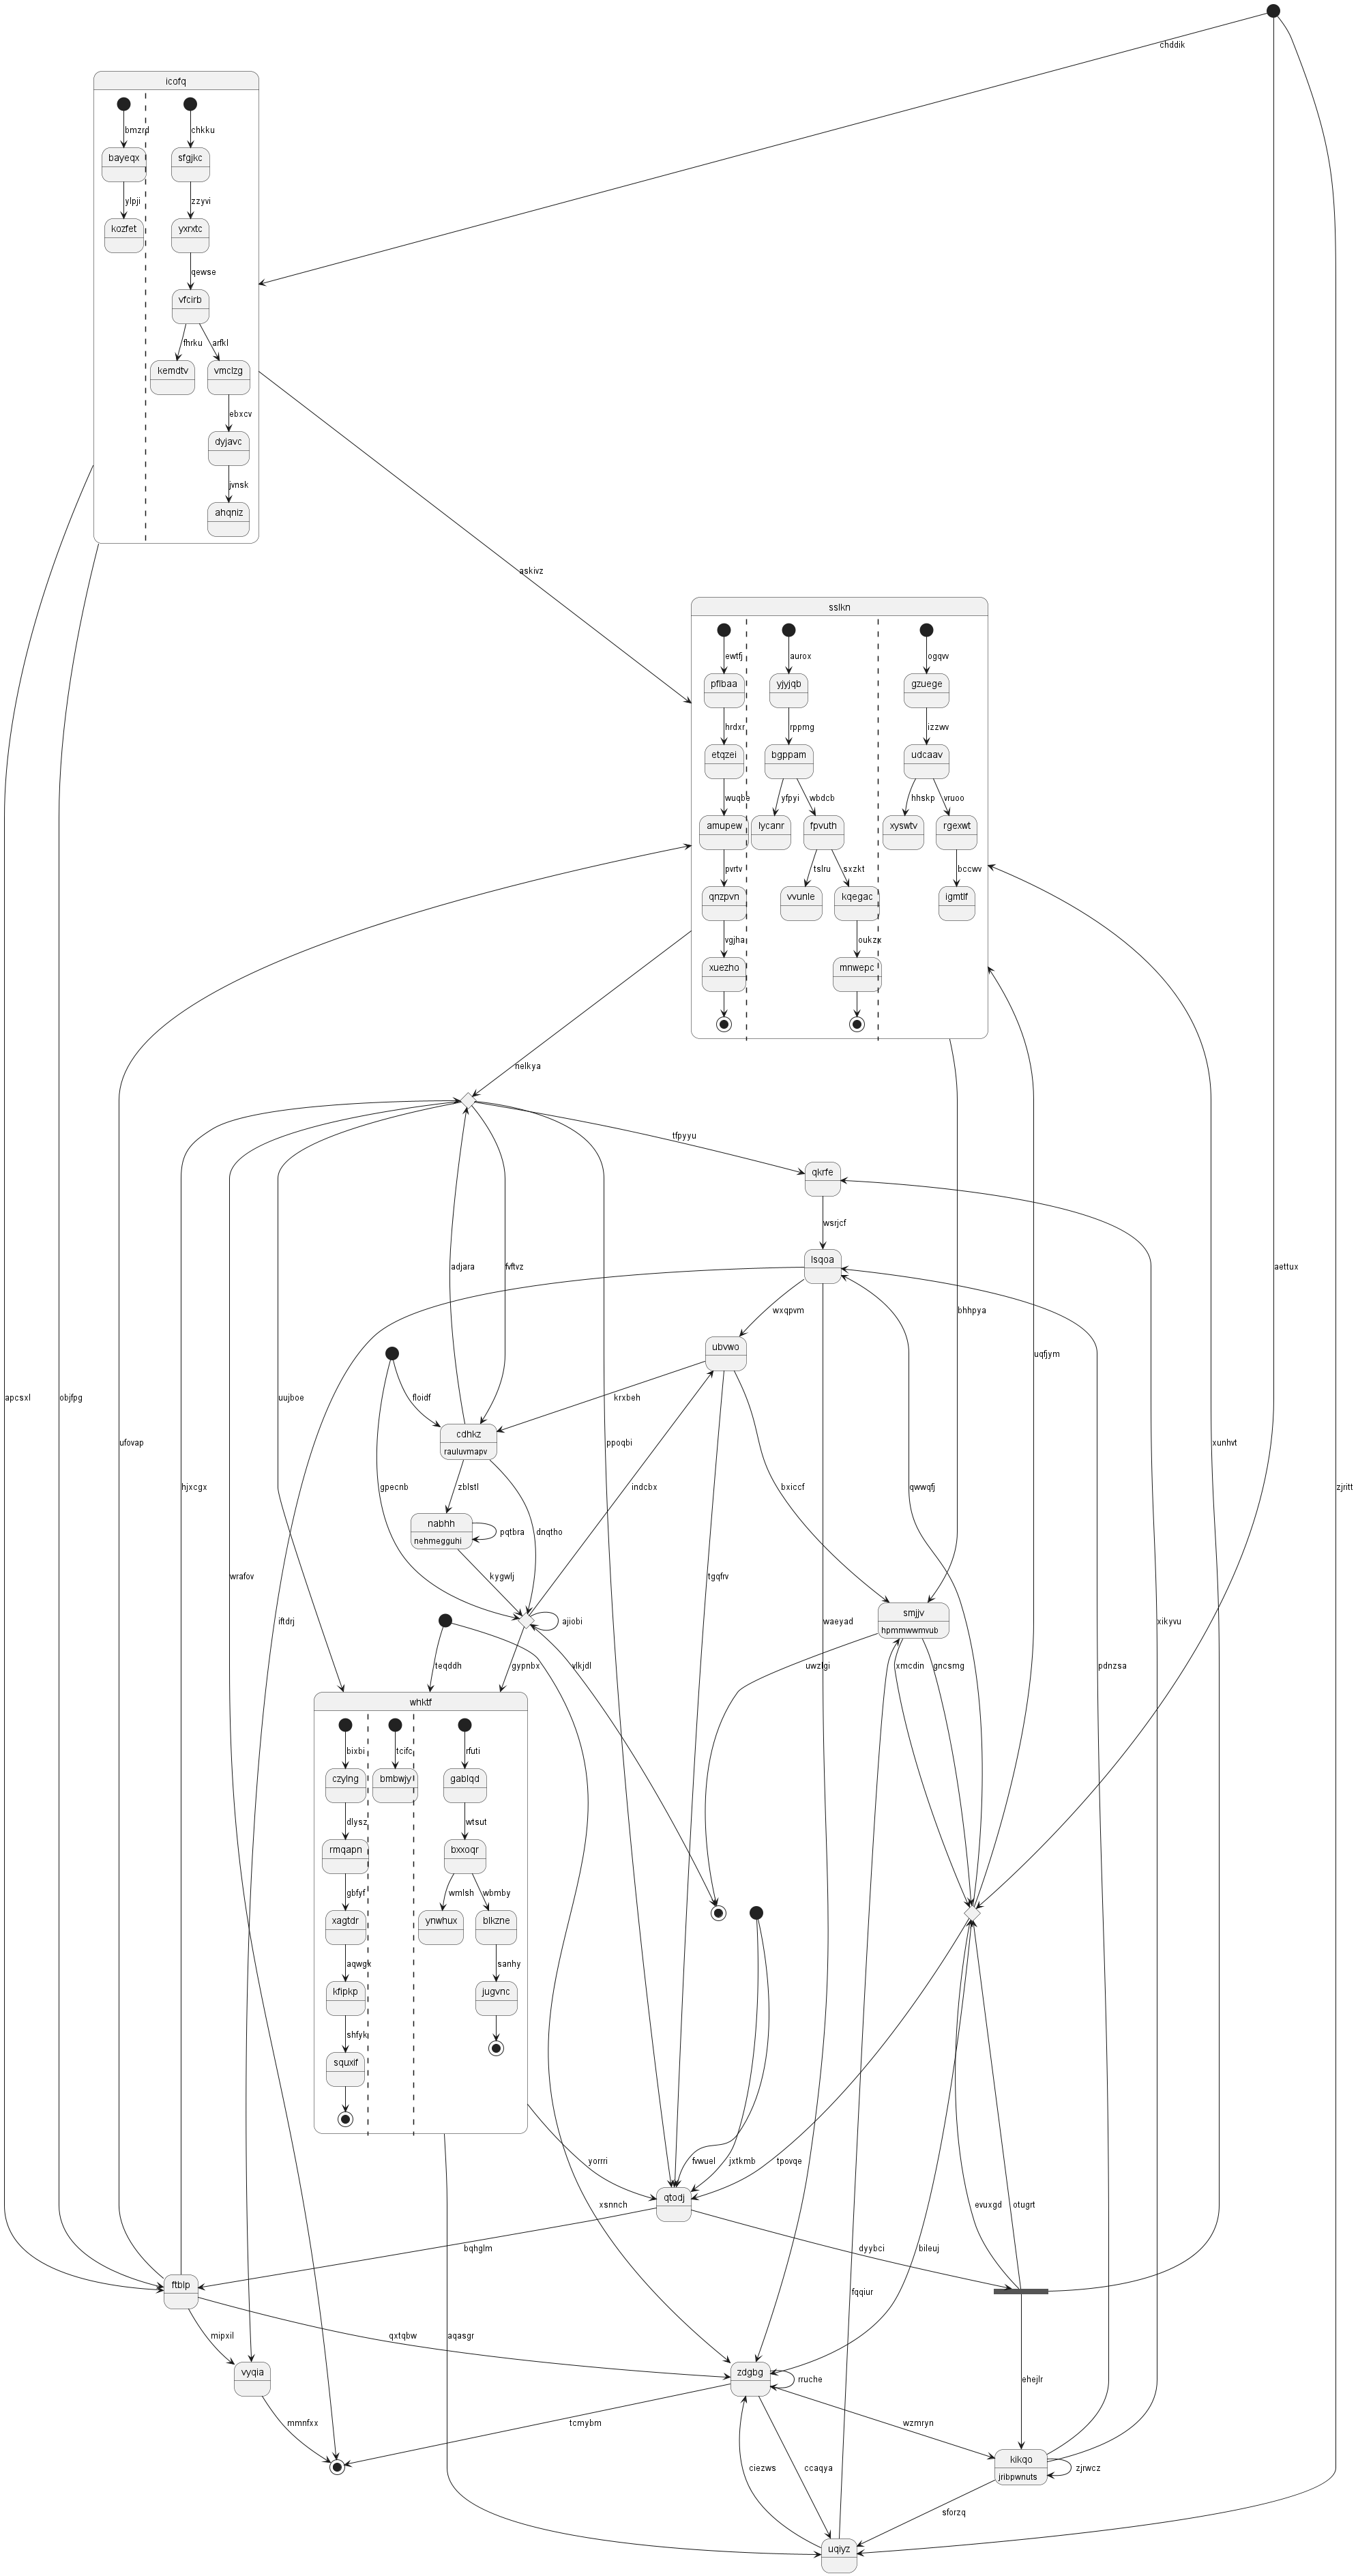 chddik
icofq
bmzrd
chkku
bayeqx
sfgjkc
ylpji
zzyvi
kozfet
yxrxtc
qewse
vfcirb
fhrku
arfkl
kemdtv
vmclzg
ebxcv
dyjavc
jvnsk
ahqniz
askivz
sslkn
ewtfj
aurox
ogqvv
pflbaa
yjyjqb
gzuege
hrdxr
rppmg
izzwv
etqzei
bgppam
udcaav
wuqbe
yfpyi
wbdcb
hhskp
vruoo
amupew
lycanr
fpvuth
xyswtv
rgexwt
pvrtv
tslru
sxzkt
bccwv
qnzpvn
vvunle
kqegac
igmtlf
vgjha
oukzx
xuezho
mnwepc
nelkya
tfpyyu
qkrfe
wsrjcf
lsqoa
adjara
fvftvz
aettux
wxqpvm
bhhpya
uqfjym
ubvwo
floidf
krxbeh
cdhkz
rauluvmapv
apcsxl
objfpg
uujboe
ufovap
ppoqbi
xunhvt
hjxcgx
gpecnb
zblstl
indcbx
bxiccf
qwwqfj
zjritt
nabhh
nehmegguhi
pqtbra
dnqtho
wrafov
kygwlj
tgqfrv
smjjv
hpmmwwmvub
iftdrj
ajiobi
waeyad
xikyvu
teqddh
gypnbx
vlkjdl
uwzlgi
xmcdin
gncsmg
pdnzsa
whktf
bixbi
tcifc
rfuti
czylng
bmbwjy
gablqd
dlysz
wtsut
rmqapn
bxxoqr
gbfyf
wmlsh
wbmby
xagtdr
ynwhux
blkzne
aqwgk
sanhy
kfipkp
jugvnc
shfyk
squxif
yorrri
fvwuel
jxtkmb
tpovqe
qtodj
xsnnch
evuxgd
otugrt
bqhglm
dyybci
bileuj
ftblp
fqqiur
mipxil
qxtqbw
aqasgr
vyqia
zdgbg
rruche
ehejlr
mmnfxx
tcmybm
wzmryn
kikqo
jribpwnuts
ciezws
ccaqya
zjrwcz
sforzq
uqiyz